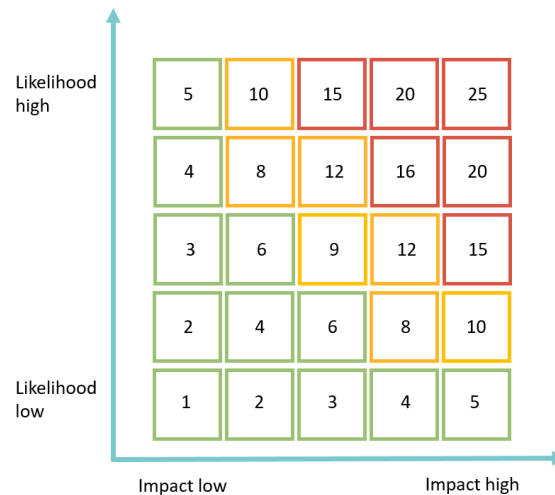 Likelihood
high
5 10 15 20 25
4 8 12 16 20
3 6 9 12 15
2 4 6 8 10
Likelihood
low
1 2 3 4 5
Impact low Impact high